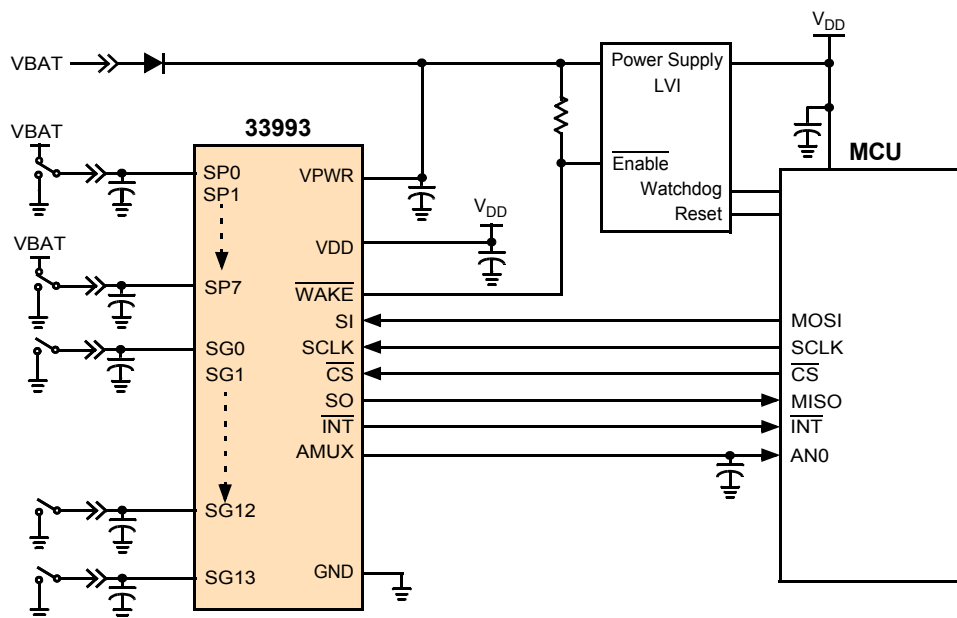 VDD
VBAT
Power Supply
LVI
33993
MCU
VBAT
SP0
SP1
VPWR
Enable
Watchdog
Reset
VDD
VDD
VBAT
SP7
WAKE
SI
MOSI
SG0
SCLK
SCLK
SG1
CS
CS
SO
MISO
INT
INT
AMUX
AN0
SG12
SG13
GND